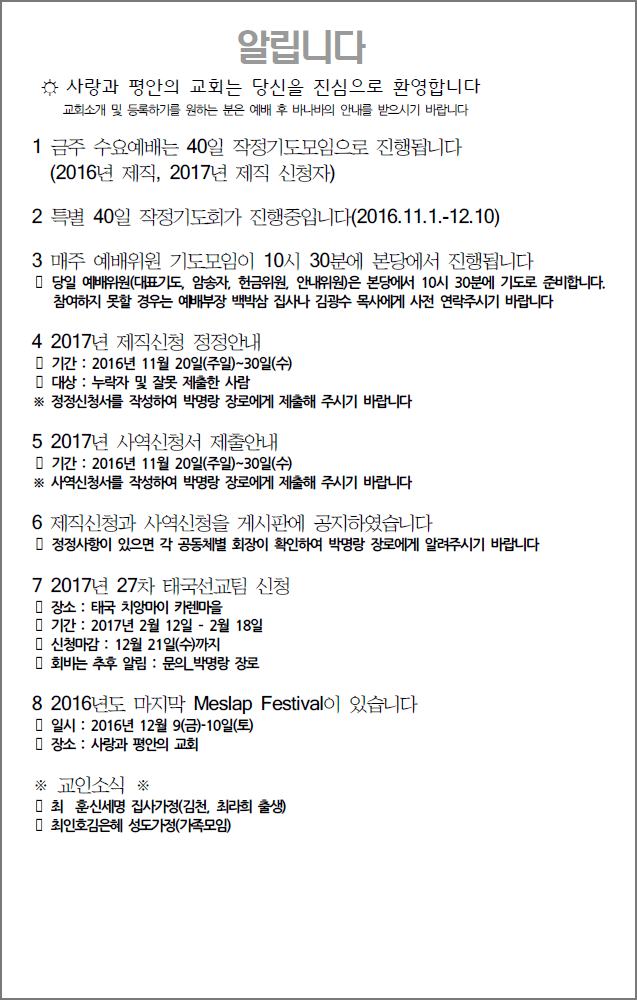 알립니다
☼ 사랑과 평안의 교회는 당신을 진심으로 환영합니다
교회소개 및 등록하기를 원하는 분은 예배 후 바나바의 안내를 받으시기 바랍니다
1 금주 수요예배는 40일 작정기도모임으로 진행됩니다
(2016년 제직, 2017년 제직 신청자)
2 특별 40일 작정기도회가 진행중입니다(2016.11.1.-12.10)
3 매주 예배위원 기도모임이 10시 30분에 본당에서 진행됩니다
▯ 당일 예배위원(대표기도, 암송자, 헌금위원, 안내위원)은 본당에서 10시 30분에 기도로 준비합니다.
참여하지 못할 경우는 예배부장 백박삼 집사나 김광수 목사에게 사전 연락주시기 바랍니다
4 2017년 제직신청 정정안내
▯ 기간 : 2016년 11월 20일(주일)~30일(수)
▯ 대상 : 누락자 및 잘못 제출한 사람
※ 정정신청서를 작성하여 박명랑 장로에게 제출해 주시기 바랍니다
5 2017년 사역신청서 제출안내
▯ 기간 : 2016년 11월 20일(주일)~30일(수)
※ 사역신청서를 작성하여 박명랑 장로에게 제출해 주시기 바랍니다
6 제직신청과 사역신청을 게시판에 공지하였습니다
▯ 정정사항이 있으면 각 공동체별 회장이 확인하여 박명랑 장로에게 알려주시기 바랍니다
7 2017년 27차 태국선교팀 신청
▯ 장소 : 태국 치앙마이 카렌마을
▯ 기간 : 2017년 2월 12일 - 2월 18일
▯ 신청마감 : 12월 21일(수)까지
▯ 회비는 추후 알림 : 문의_박명랑 장로
8 2016년도 마지막 Meslap Festival이 있습니다
▯ 일시 : 2016년 12월 9(금)-10일(토)
▯ 장소 : 사랑과 평안의 교회
※ 교인소식 ※
▯ 최 훈신세명 집사가정(김천, 최라희 출생)
▯ 최인호김은혜 성도가정(가족모임)